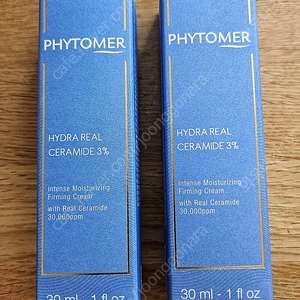 PHYTOMER
HYDRA REAL
CERAMIDE 3%
Intense Moisturizing
Firming Cream
with Real Ceramide
30,000ppm
30 ml - 1 fl oz
PHYTOMER
HYDRA REAL
CERAMIDE 3%
Intense Moisturizing
Firming Cream
with Real Ceramide
30,000ppm
30 ml - 1 fl oz